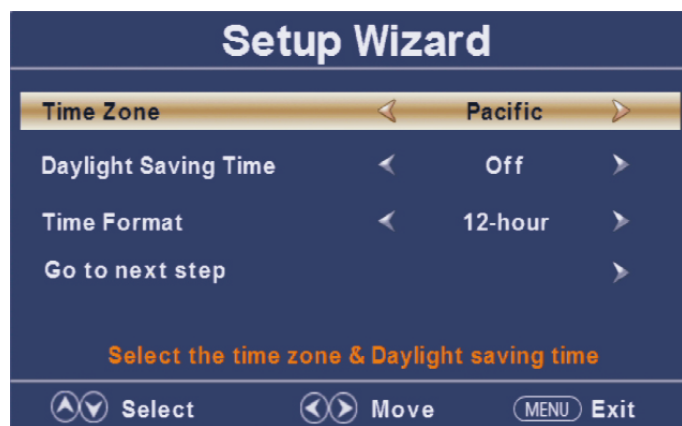 Setup Wizard
Time Zone Pacific
Daylight Saving Time Off
Time Format 12-hour
Go to next step
Select the time zone & Daylight saving time
Select Move MENU Exit